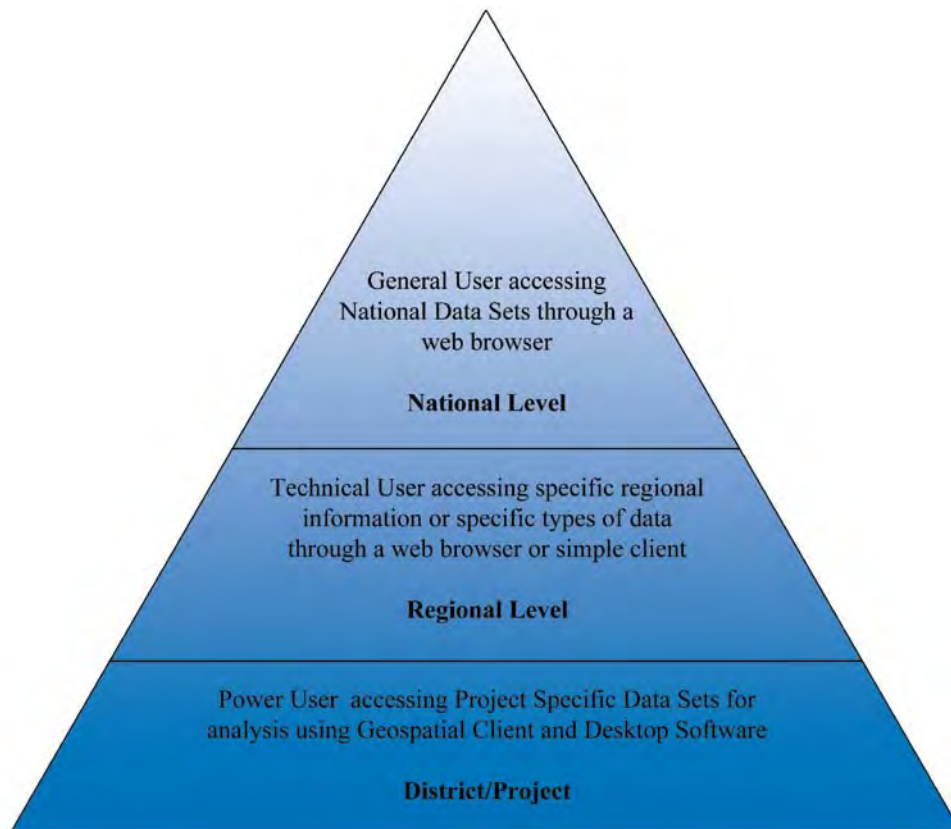 General User accessing
National Data Sets through a
web browser
National Level
Technical User accessing specific regional
information or specific types of data
through a web browser or simple client
Regional Level
Power User accessing Project Specific Data Sets for
analysis using Geospatial Client and Desktop Software
District/Project